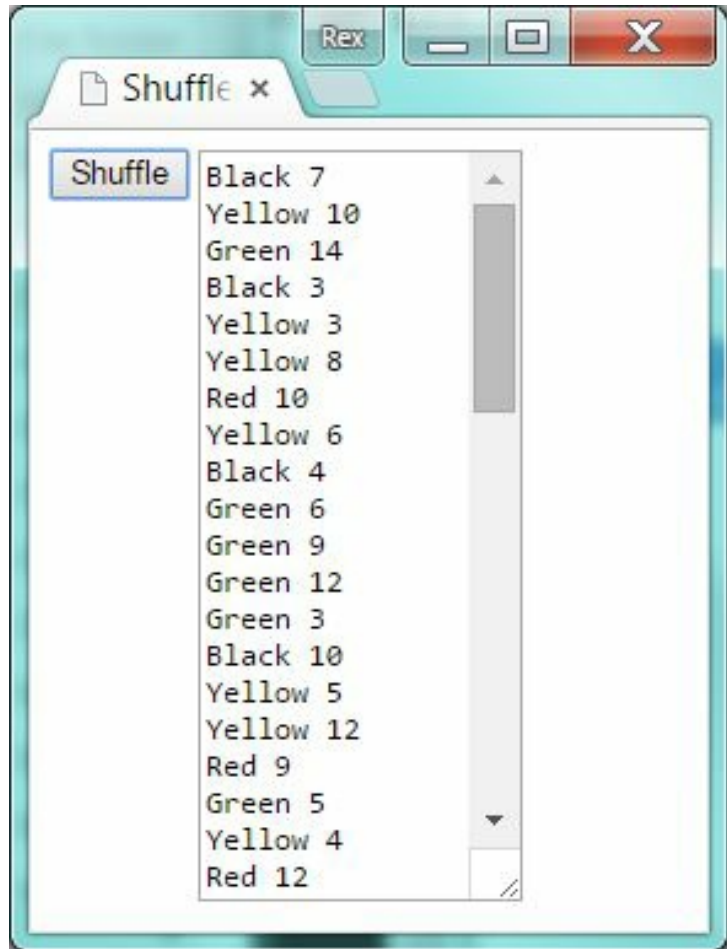 Rex
Shuffle
Shuffle
Black 7
Yellow 10
Green 14
Black 3
Yellow 3
Yellow 8
Red 10
Yellow 6
Black 4
Green 6
Green 9
Green 12
Green 3
Black 10
Yellow 5
Yellow 12
Red 9
Green 5
Yellow 4
Red 12